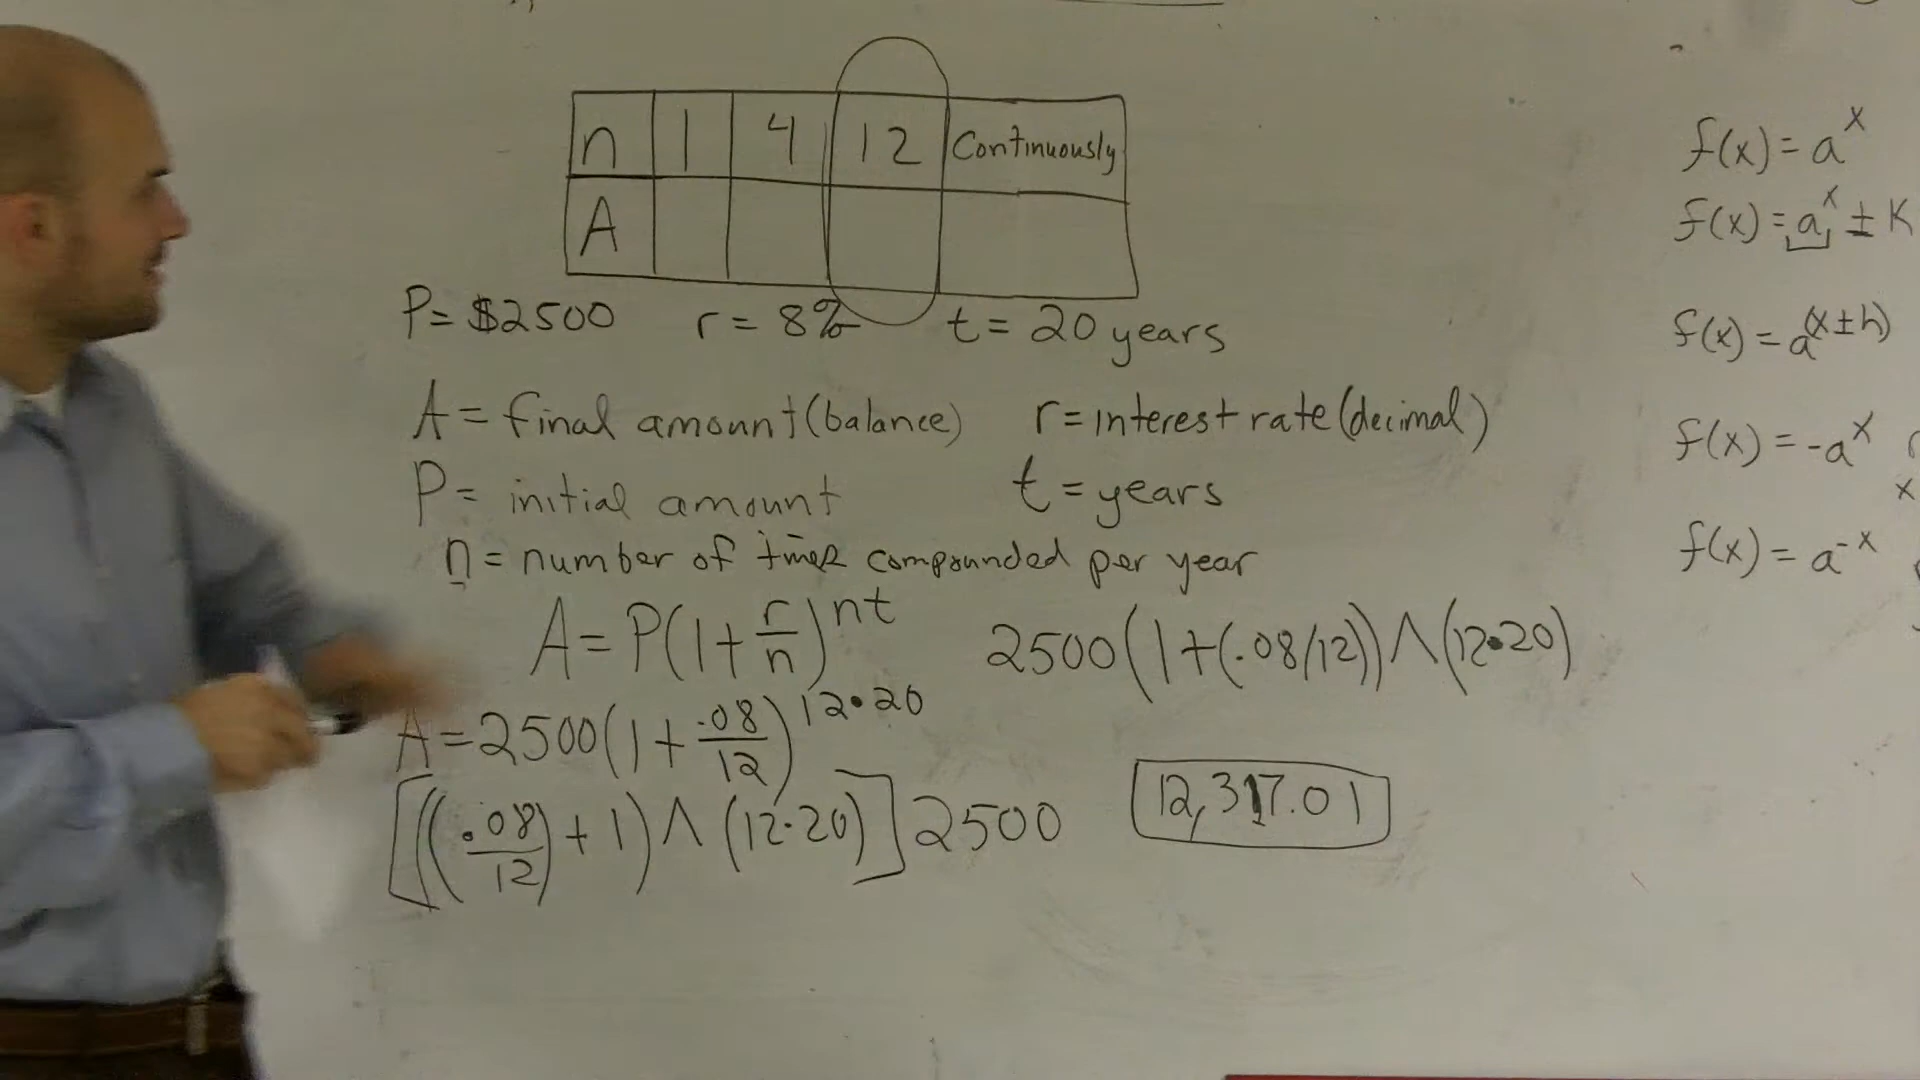 n 1 4 12 Continuously
A
P = $2500 r = 8% t = 20 years
A = final amount (balance) r = interest rate (decimal)
P = initial amount t = years
n = number of times compounded per year
A = P(1 + r/n)^nt 2500(1+(.08/12))∧(12•20)
A = 2500(1 + .08/12)^12•20
[((.08/12) + 1)∧(12·20)]2500 12,317.01
f(x) = a^x
f(x) = a^x ± K
f(x) = a^(x±h)
f(x) = -a^x
x
f(x) = a^-x